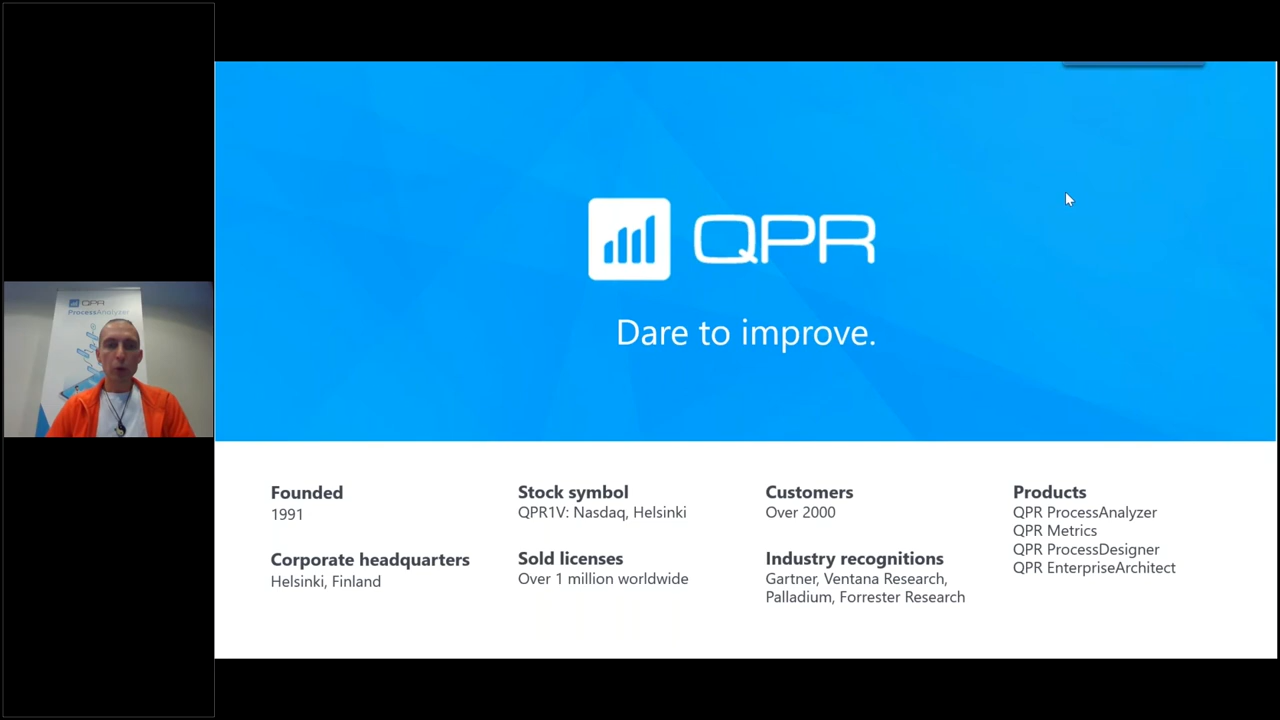 QPR
ProcessAnalyzer
QPR
Dare to improve.
Founded
1991
Corporate headquarters
Helsinki, Finland
Stock symbol
QPR1V: Nasdaq, Helsinki
Sold licenses
Over 1 million worldwide
Customers
Over 2000
Industry recognitions
Gartner, Ventana Research,
Palladium, Forrester Research
Products
QPR ProcessAnalyzer
QPR Metrics
QPR ProcessDesigner
QPR EnterpriseArchitect